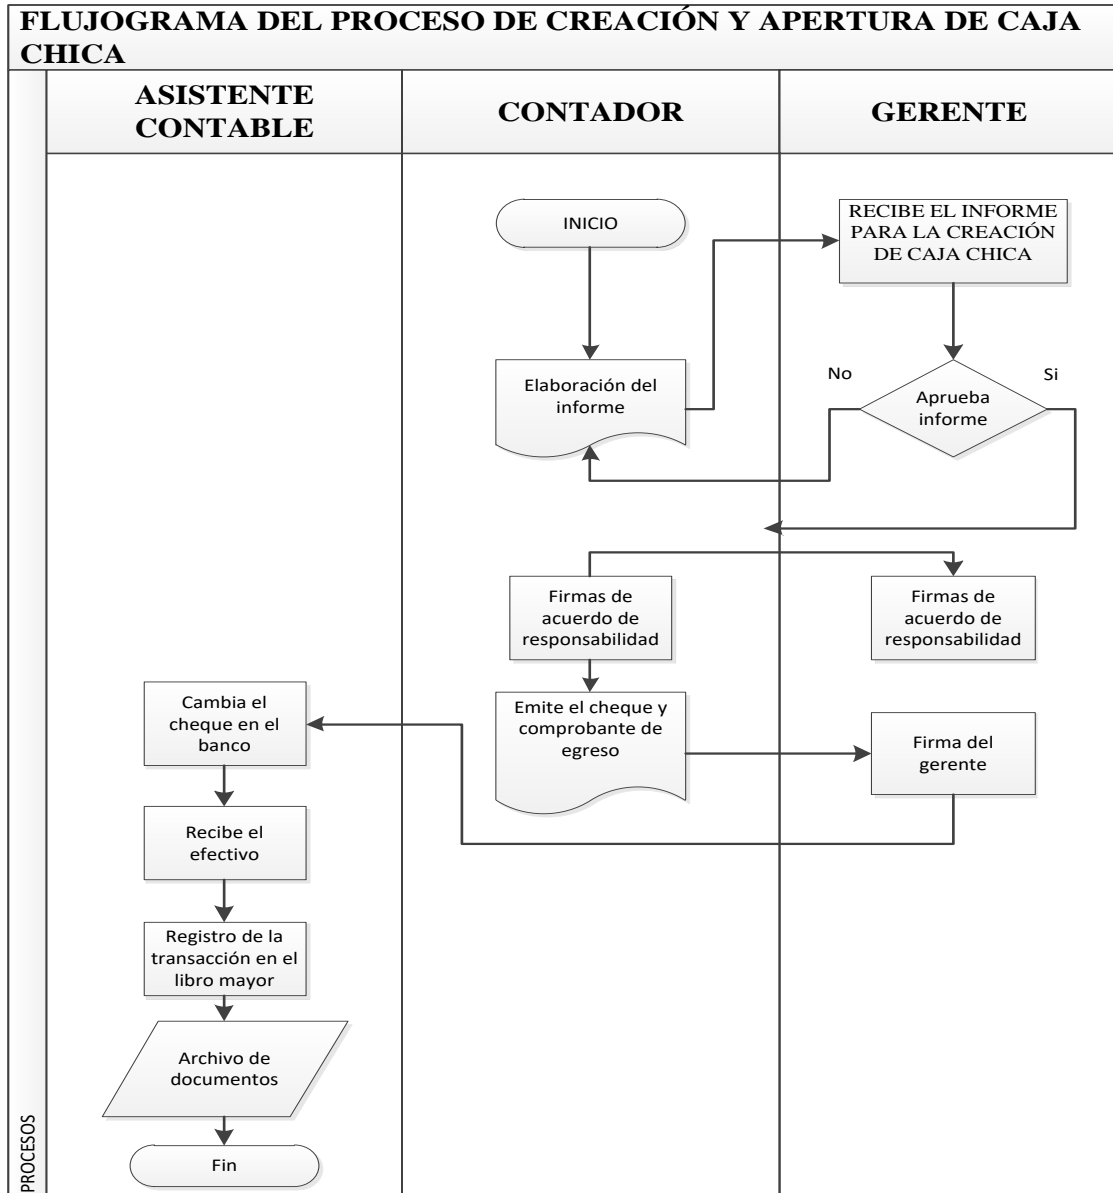 FLUJOGRAMA DEL PROCESO DE CREACIÓN Y APERTURA DE CAJA
CHICA
ASISTENTE
CONTABLE
CONTADOR
GERENTE
INICIO
RECIBE EL INFORME
PARA LA CREACIÓN
DE CAJA CHICA
Elaboración del
informe
No
Aprueba
informe
Si
Firmas de
acuerdo de
responsabilidad
Firmas de
acuerdo de
responsabilidad
Emite el cheque y
comprobante de
egreso
Firma del
gerente
Cambia el
cheque en el
banco
Recibe el
efectivo
Registro de la
transacción en el
libro mayor
Archivo de
documentos
Fin
PROCESOS